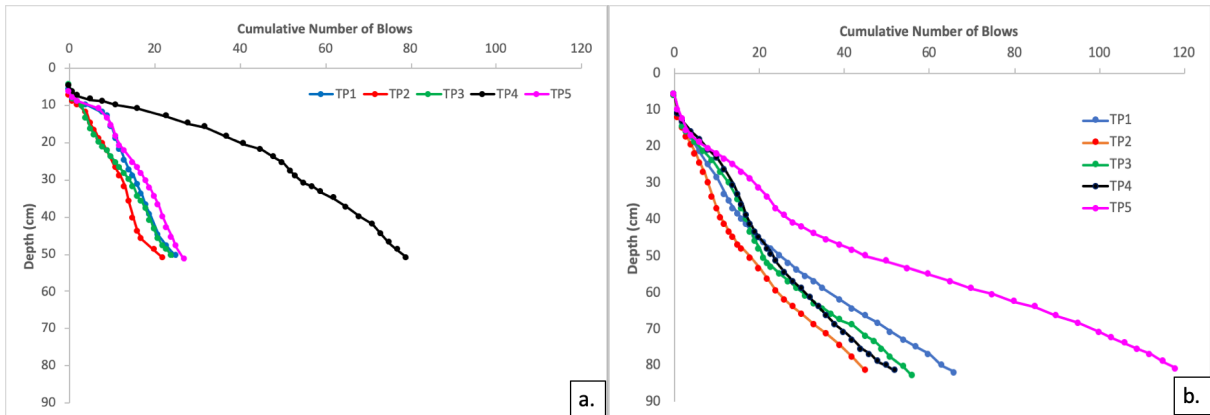 Cumulative Number of Blows
0 20 40 60 80 100 120
0
10
20
30
40
50
60
70
80
90
Depth (cm)
TP1 TP2 TP3 TP4 TP5
a.
Cumulative Number of Blows
0 20 40 60 80 100 120
0
10
20
30
40
50
60
70
80
90
Depth (cm)
TP1
TP2
TP3
TP4
TP5
b.